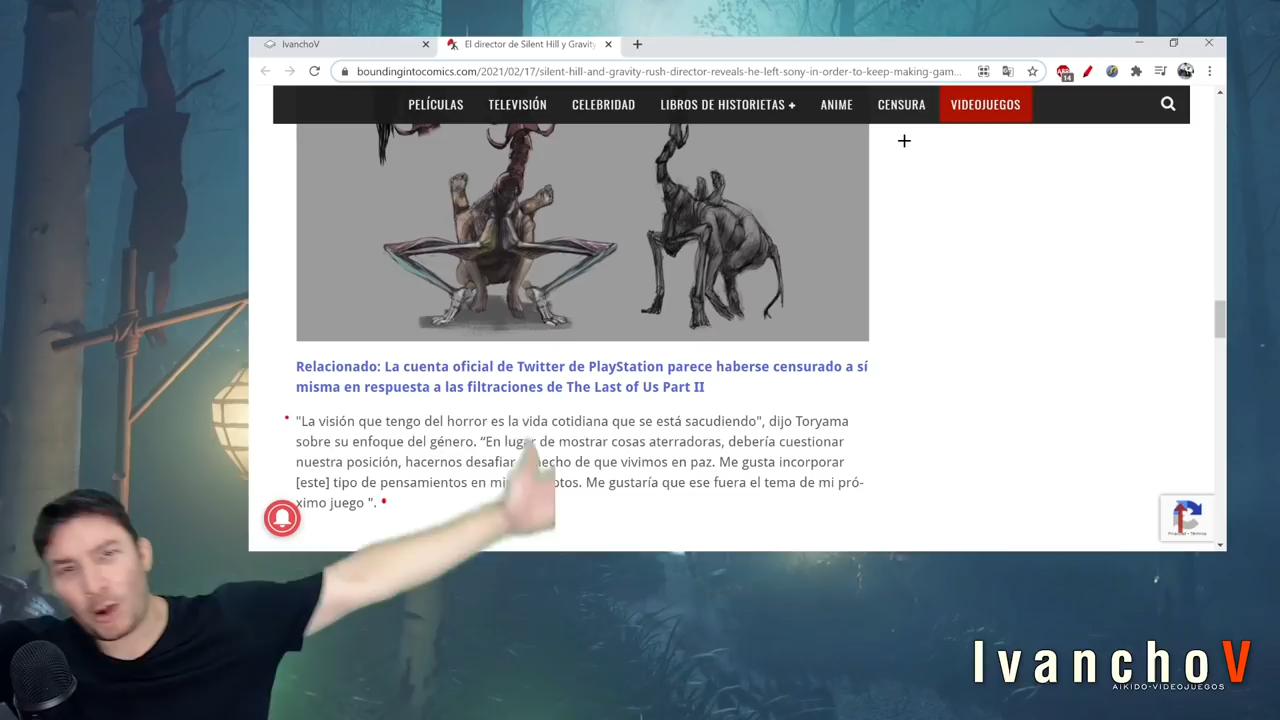 IvanchoV
El director de Silent Hill y Gravity
boundingintocomics.com/2021/02/17/silent-hill-and-gravity-rush-director-reveals-he-left-sony-in-order-to-keep-making-gam...
14
PELÍCULAS TELEVISIÓN CELEBRIDAD LIBROS DE HISTORIETAS + ANIME CENSURA VIDEOJUEGOS
Relacionado: La cuenta oficial de Twitter de PlayStation parece haberse censurado a sí
misma en respuesta a las filtraciones de The Last of Us Part II
"La visión que tengo del horror es la vida cotidiana que se está sacudiendo", dijo Toryama
sobre su enfoque del género. “En lugar de mostrar cosas aterradoras, debería cuestionar
nuestra posición, hacernos desafiar hecho de que vivimos en paz. Me gusta incorporar
[este] tipo de pensamientos en mi Me gustaría que ese fuera el tema de mi pró-
ximo juego ".
IvanchoV
AIKIDO-VIDEOJUEGOS